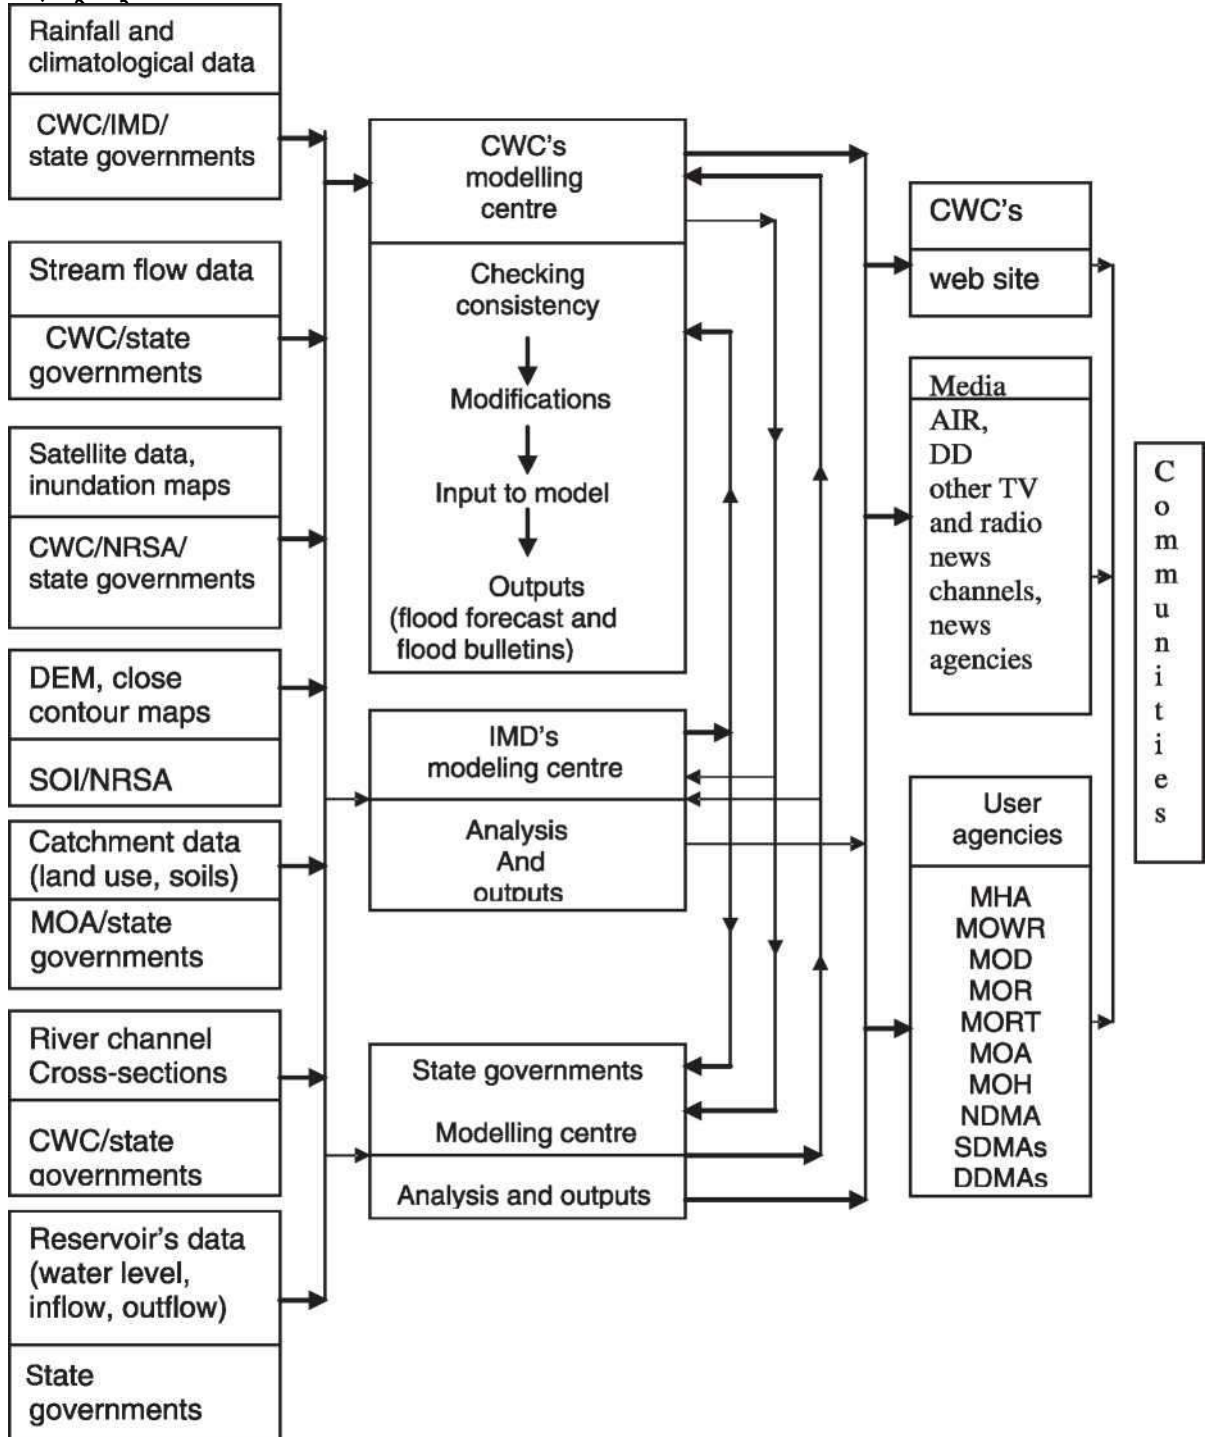 Rainfall and
climatological data
CWC/IMD/
state governments
Stream flow data
CWC/state
governments
Satellite data,
inundation maps
CWC/NRSA/
state governments
DEM, close
contour maps
SOI/NRSA
Catchment data
(land use, soils)
MOA/state
governments
River channel
Cross-sections
CWC/state
governments
Reservoir's data
(water level,
inflow, outflow)
State
governments
CWC's
modelling
centre
Checking
consistency
Modifications
Input to model
Outputs
(flood forecast and
flood bulletins)
IMD's
modeling centre
Analysis
And
outputs
State governments
Modelling centre
Analysis and outputs
CWC's
web site
Media
AIR,
DD
other TV
and radio
news
channels,
news
agencies
User
agencies
MHA
MOWR
MOD
MOR
MORT
MOA
MOH
NDMA
SDMAs
DDMAs
Communities